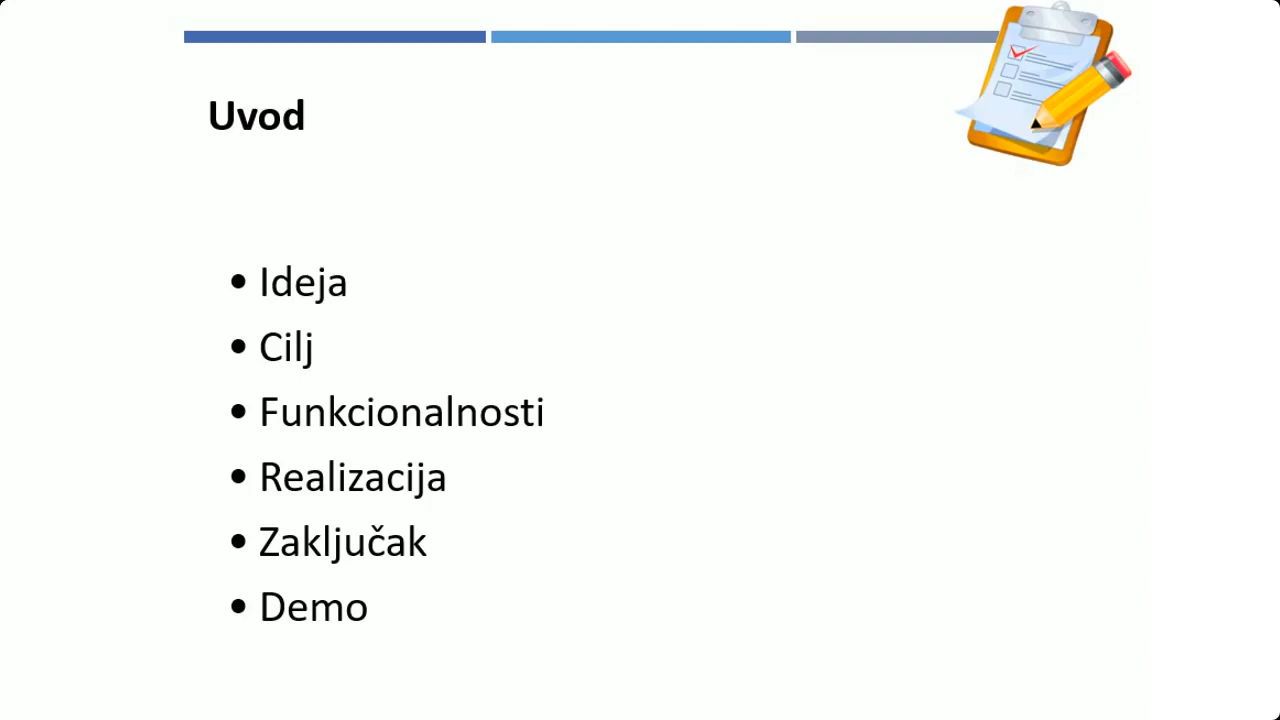 Uvod
• Ideja
• Cilj
• Funkcionalnosti
• Realizacija
• Zaključak
• Demo